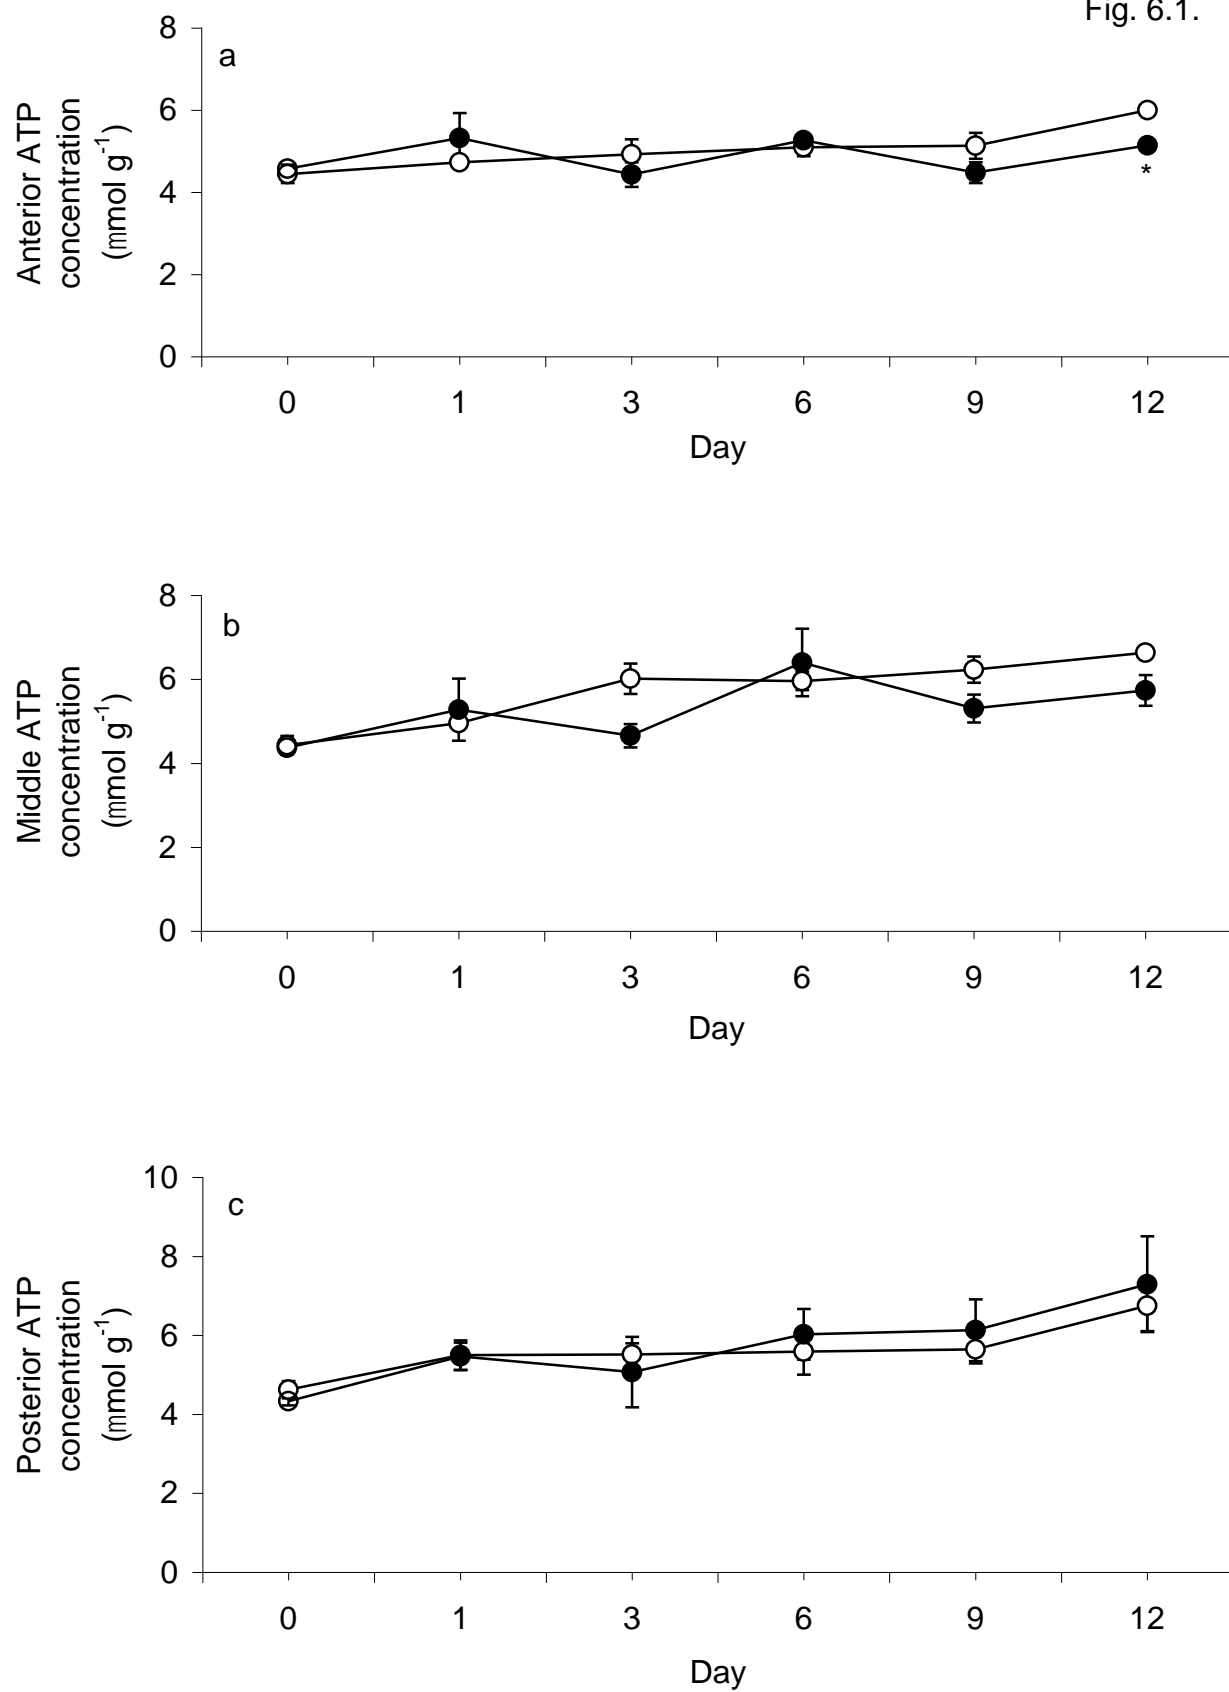 Fig. 6.1.
8
a
6
4
*
2
0
Anterior ATP
concentration
(mmol g-1)
0 1 3 6 9 12
Day
8
b
6
4
2
0
Middle ATP
concentration
(mmol g-1)
0 1 3 6 9 12
Day
10
c
8
6
4
2
0
Posterior ATP
concentration
(mmol g-1)
0 1 3 6 9 12
Day